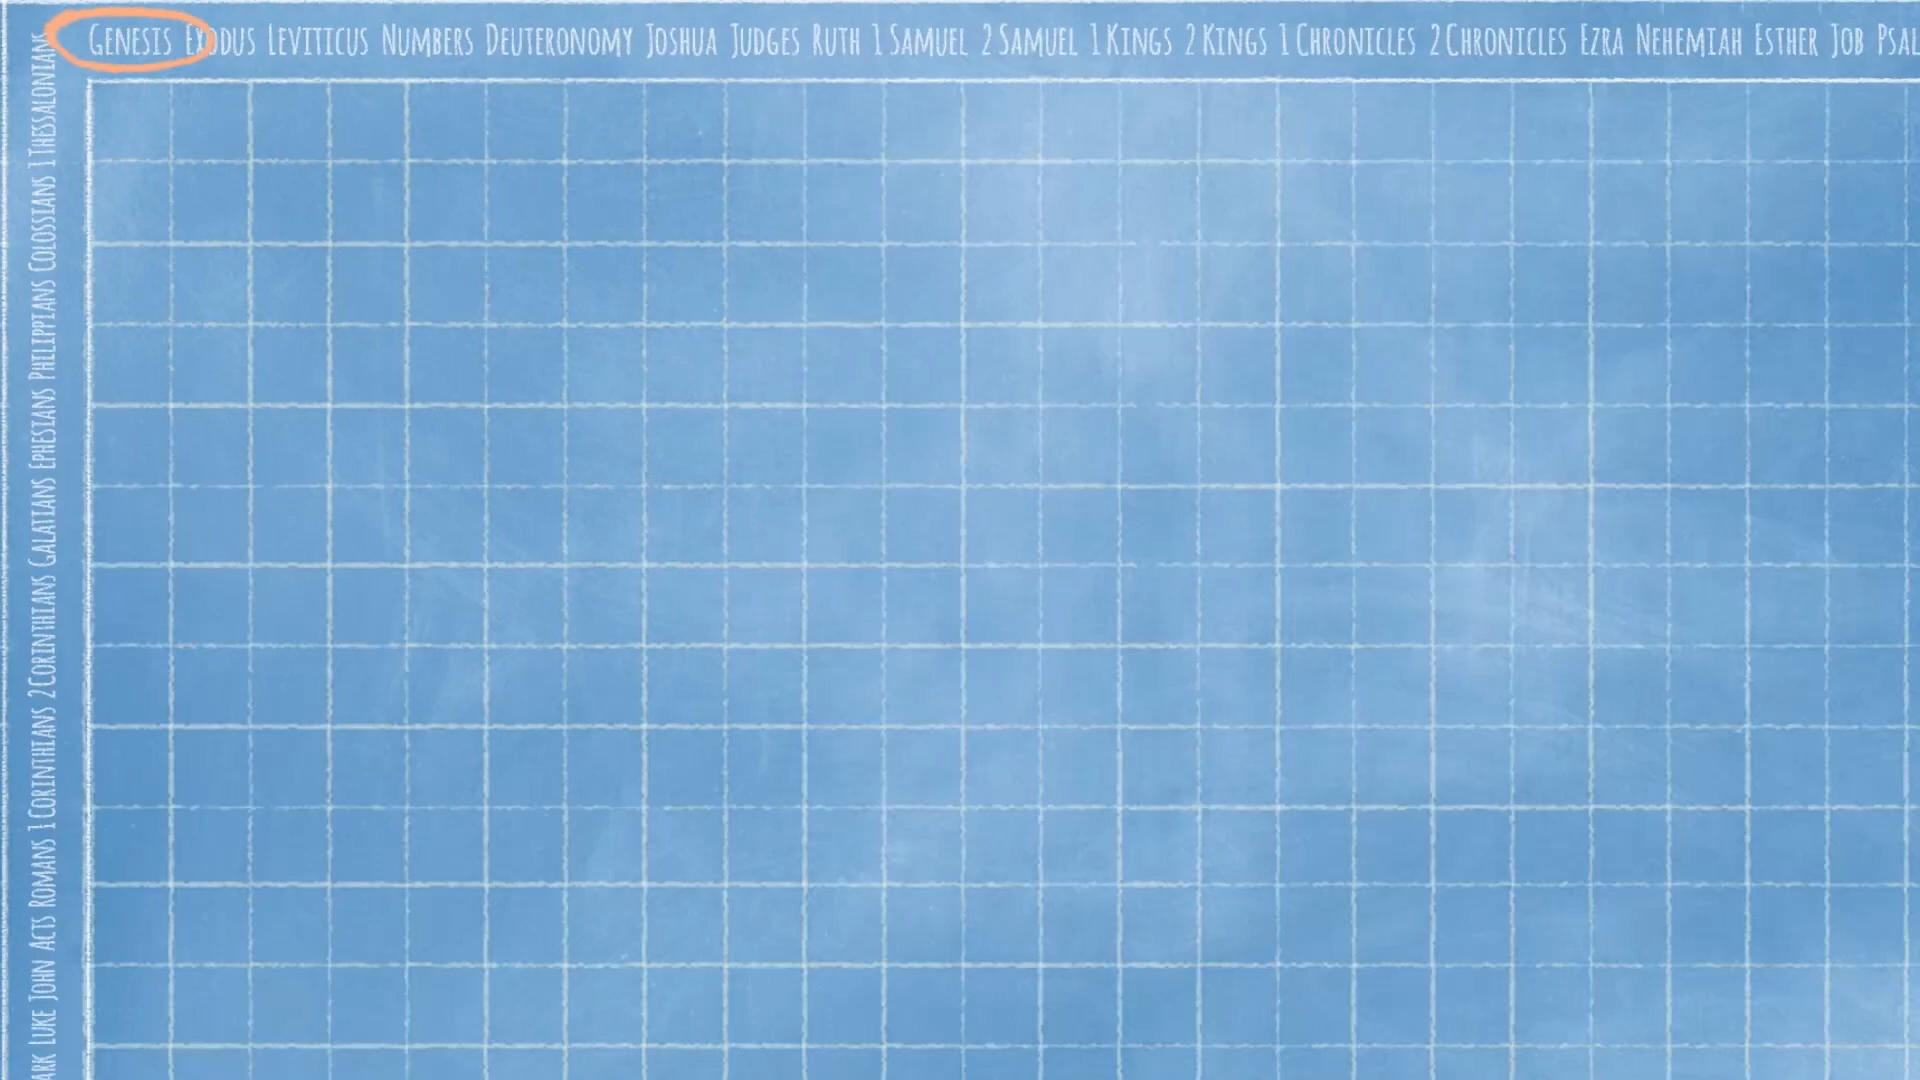 GENESIS EXODUS LEVITICUS NUMBERS DEUTERONOMY JOSHUA JUDGES RUTH 1 SAMUEL 2 SAMUEL 1 KINGS 2 KINGS 1 CHRONICLES 2 CHRONICLES EZRA NEHEMIAH ESTHER JOB PSAL
ARK LUKE JOHN ACTS ROMANS 1 CORINTHIANS 2 CORINTHIANS GALATIANS EPHESIANS PHILIPPIANS COLOSSIANS 1 THESSALONIANS